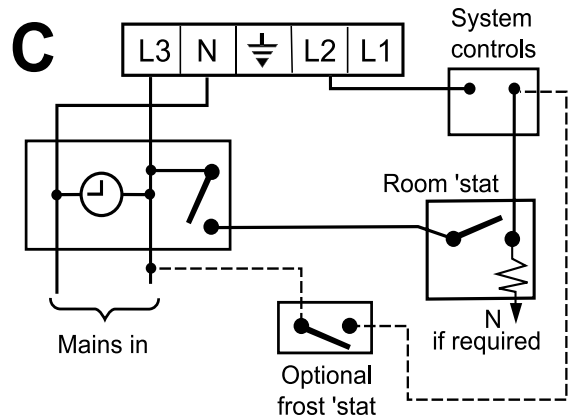 C
L3 N L2 L1
System
controls
Room 'stat
N
if required
Mains in
Optional
frost 'stat